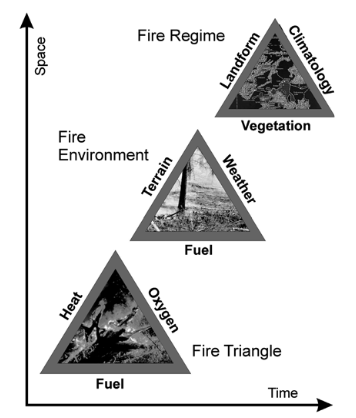 Fire Regime
Space
Landform
Climatology
Vegetation
Fire
Environment
Terrain
Weather
Fuel
Heat
Oxygen
Fire Triangle
Fuel
Time